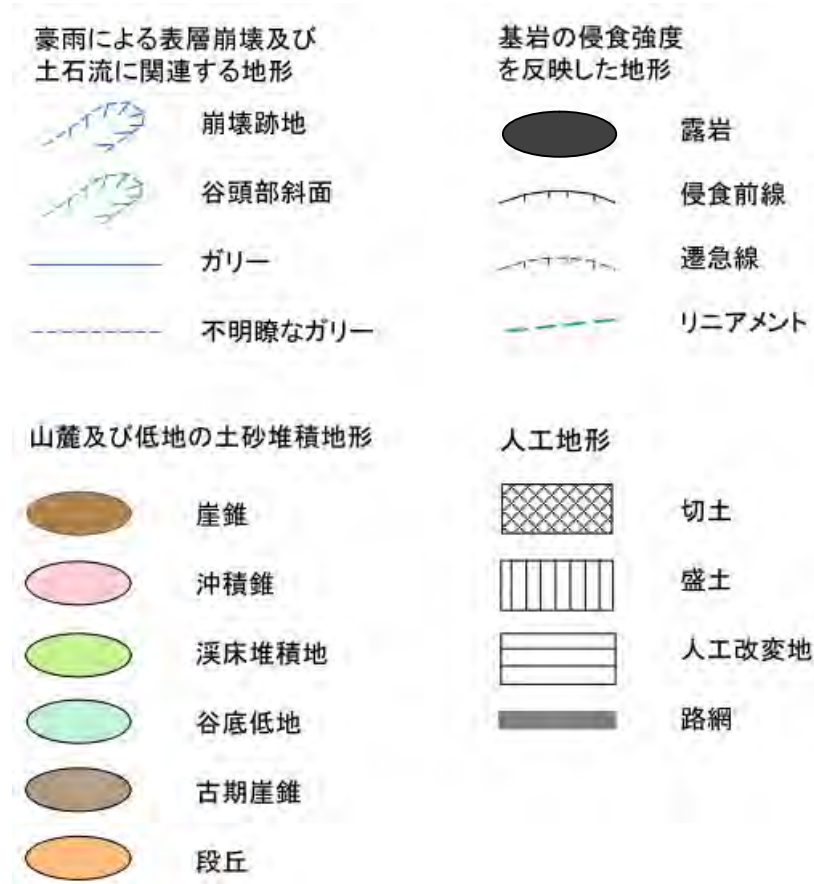 豪雨による表層崩壊及び
土石流に関連する地形
崩壊跡地
谷頭部斜面
ガリー
不明瞭なガリー
基岩の侵食強度
を反映した地形
露岩
侵食前線
遷急線
リニアメント
山麓及び低地の土砂堆積地形
崖錐
沖積錐
渓床堆積地
谷底低地
古期崖錐
段丘
人工地形
切土
盛土
人工改変地
路網